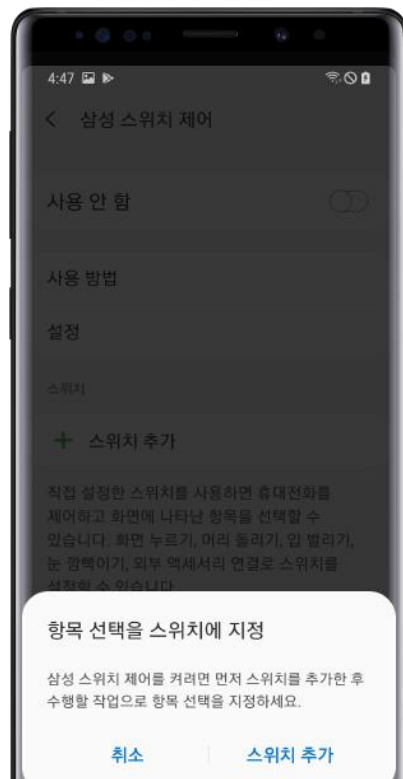 4:47
삼성 스위치 제어
사용 안 함
사용 방법
설정
스위치
스위치 추가
직접 설정한 스위치를 사용하면 휴대전화를
제어하고 화면에 나타난 항목을 선택할 수
있습니다. 화면 누르기, 머리 돌리기, 입 벌리기,
눈 깜빡이기, 외부 액세서리 연결로 스위치를
설정할 수 있습니다
항목 선택을 스위치에 지정
삼성 스위치 제어를 켜려면 먼저 스위치를 추가한 후
수행할 작업으로 항목 선택을 지정하세요.
취소 스위치 추가